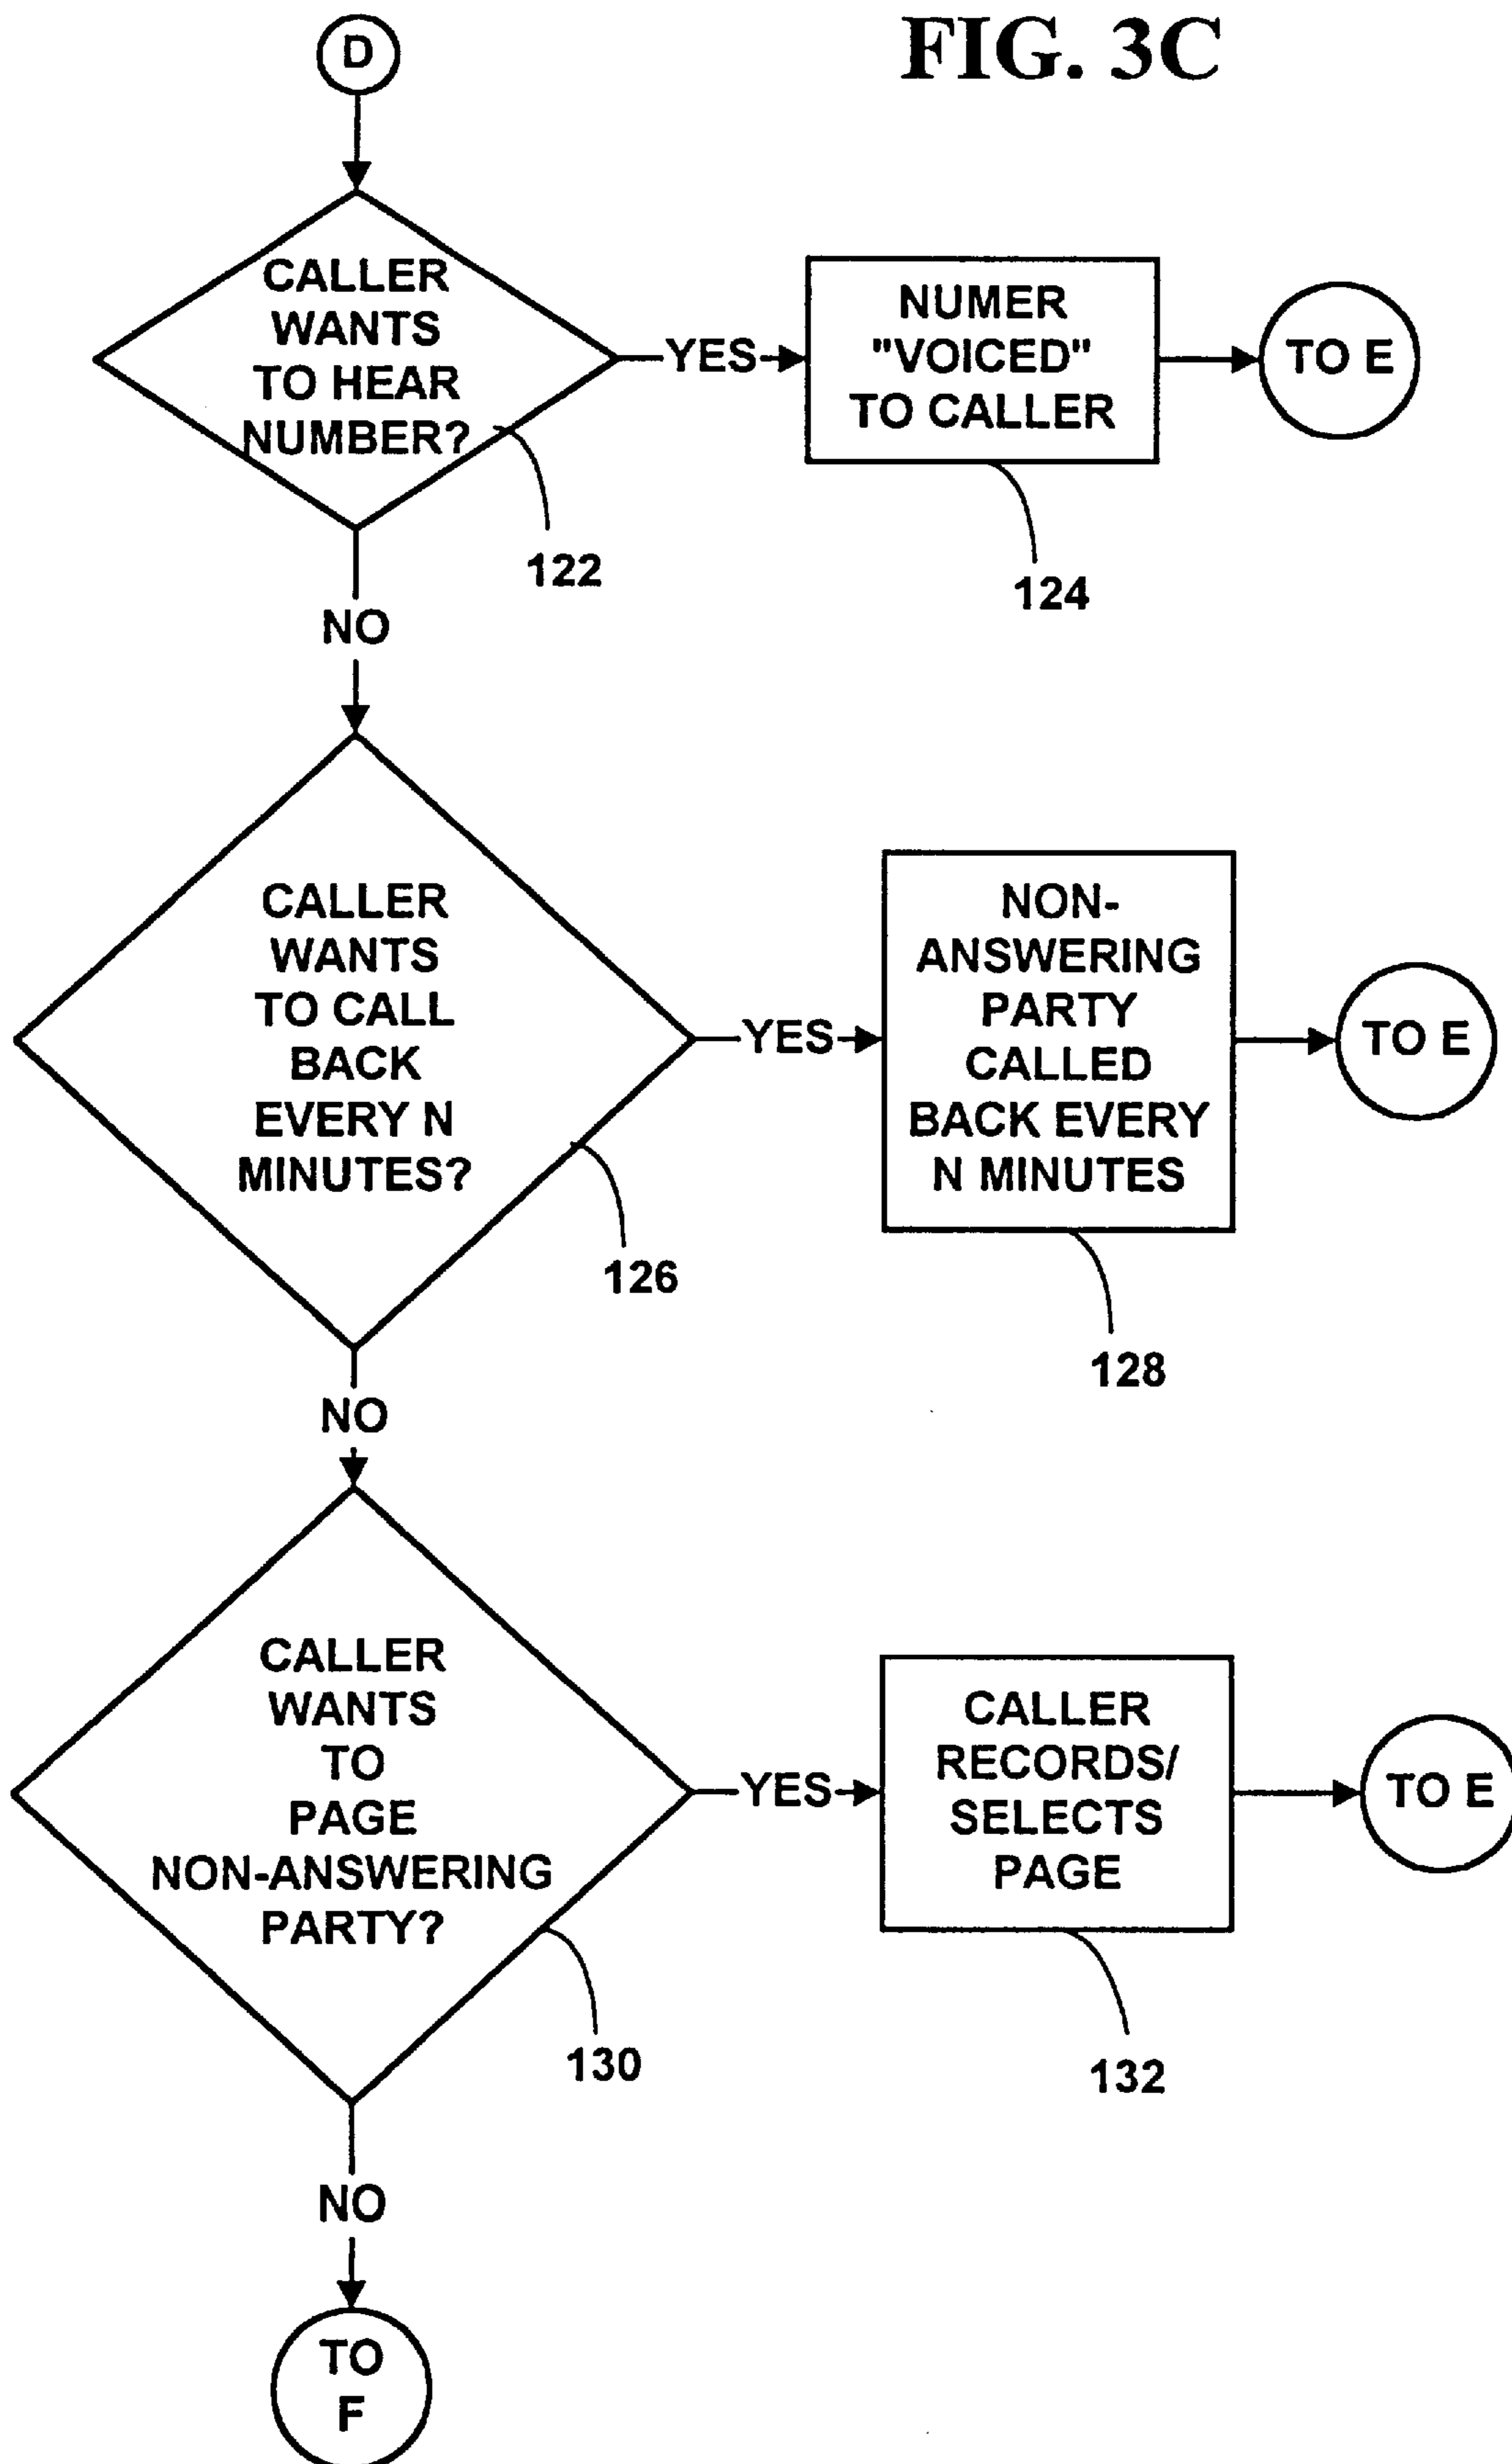 FIG. 3C
D
CALLER
WANTS
TO HEAR
NUMBER?
YES
NUMER
"VOICED"
TO CALLER
TO E
122
124
NO
CALLER
WANTS
TO CALL
BACK
EVERY N
MINUTES?
YES
NON-
ANSWERING
PARTY
CALLED
BACK EVERY
N MINUTES
TO E
126
128
NO
CALLER
WANTS
TO
PAGE
NON-ANSWERING
PARTY?
YES
CALLER
RECORDS/
SELECTS
PAGE
TO E
130
132
NO
TO
F